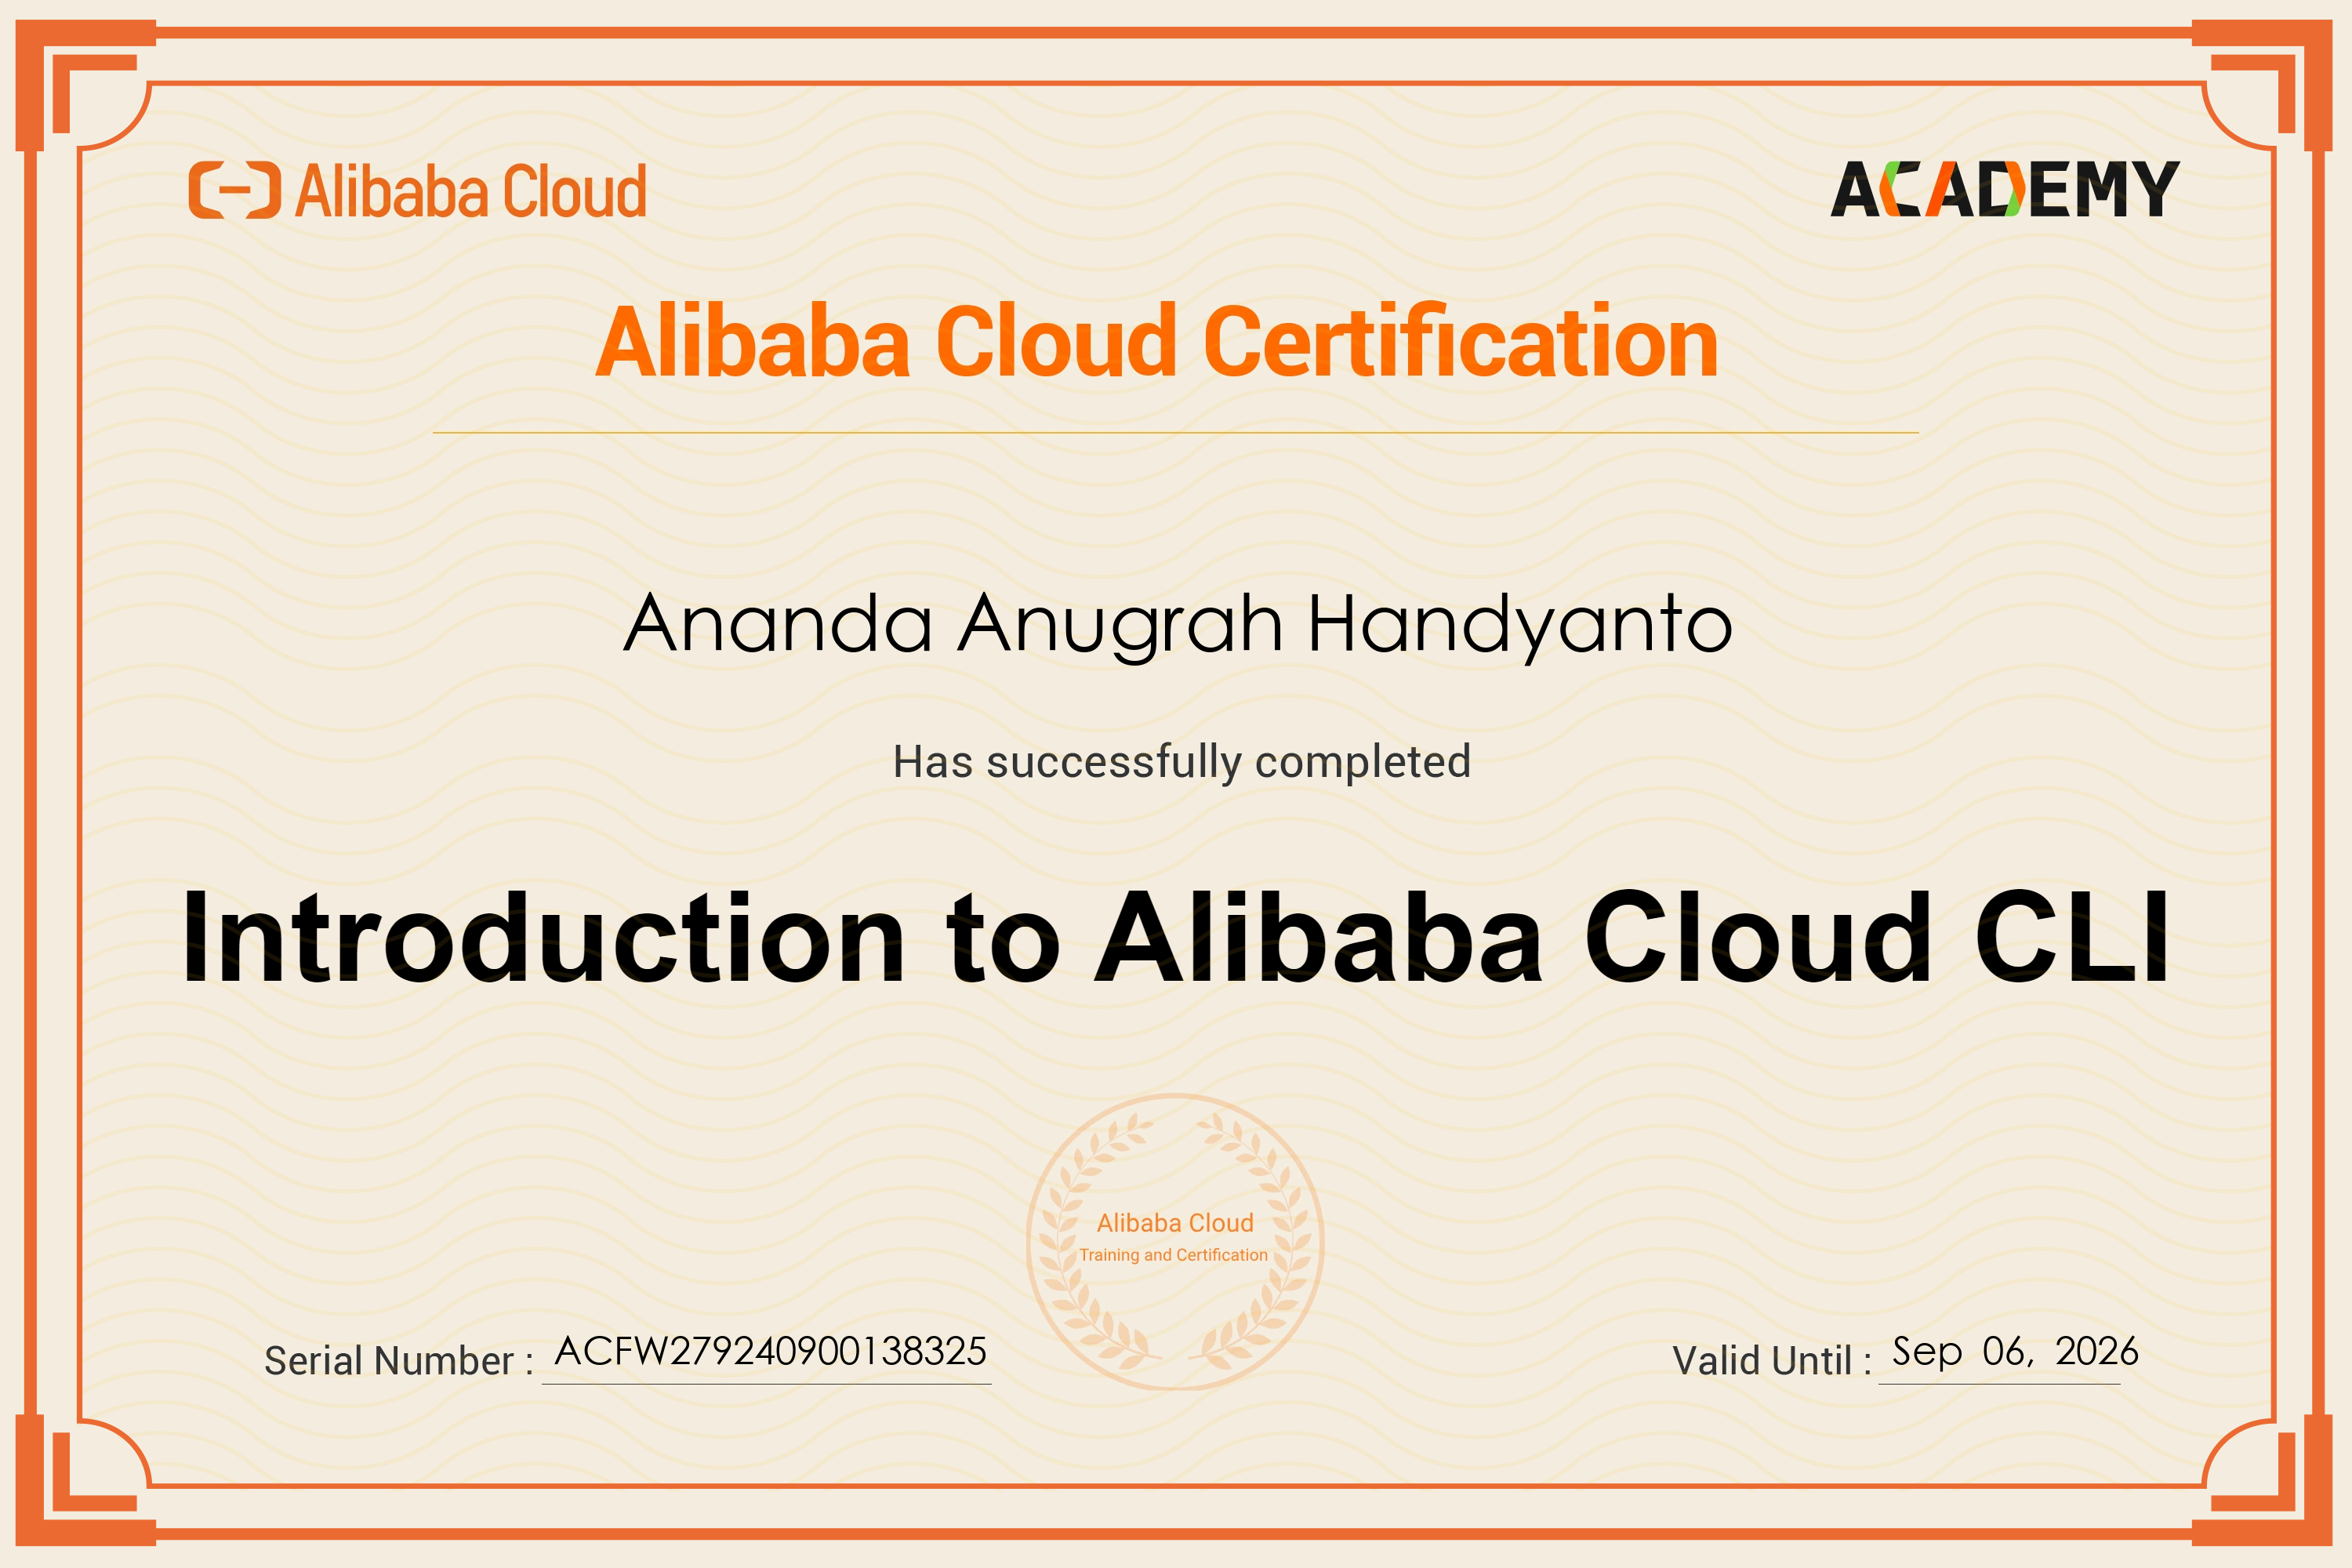 Alibaba Cloud
ACADEMY
Alibaba Cloud Certification
Ananda Anugrah Handyanto
Has successfully completed
Introduction to Alibaba Cloud CLI
Alibaba Cloud
Training and Certification
Serial Number : ACFW279240900138325
Valid Until : Sep 06, 2026